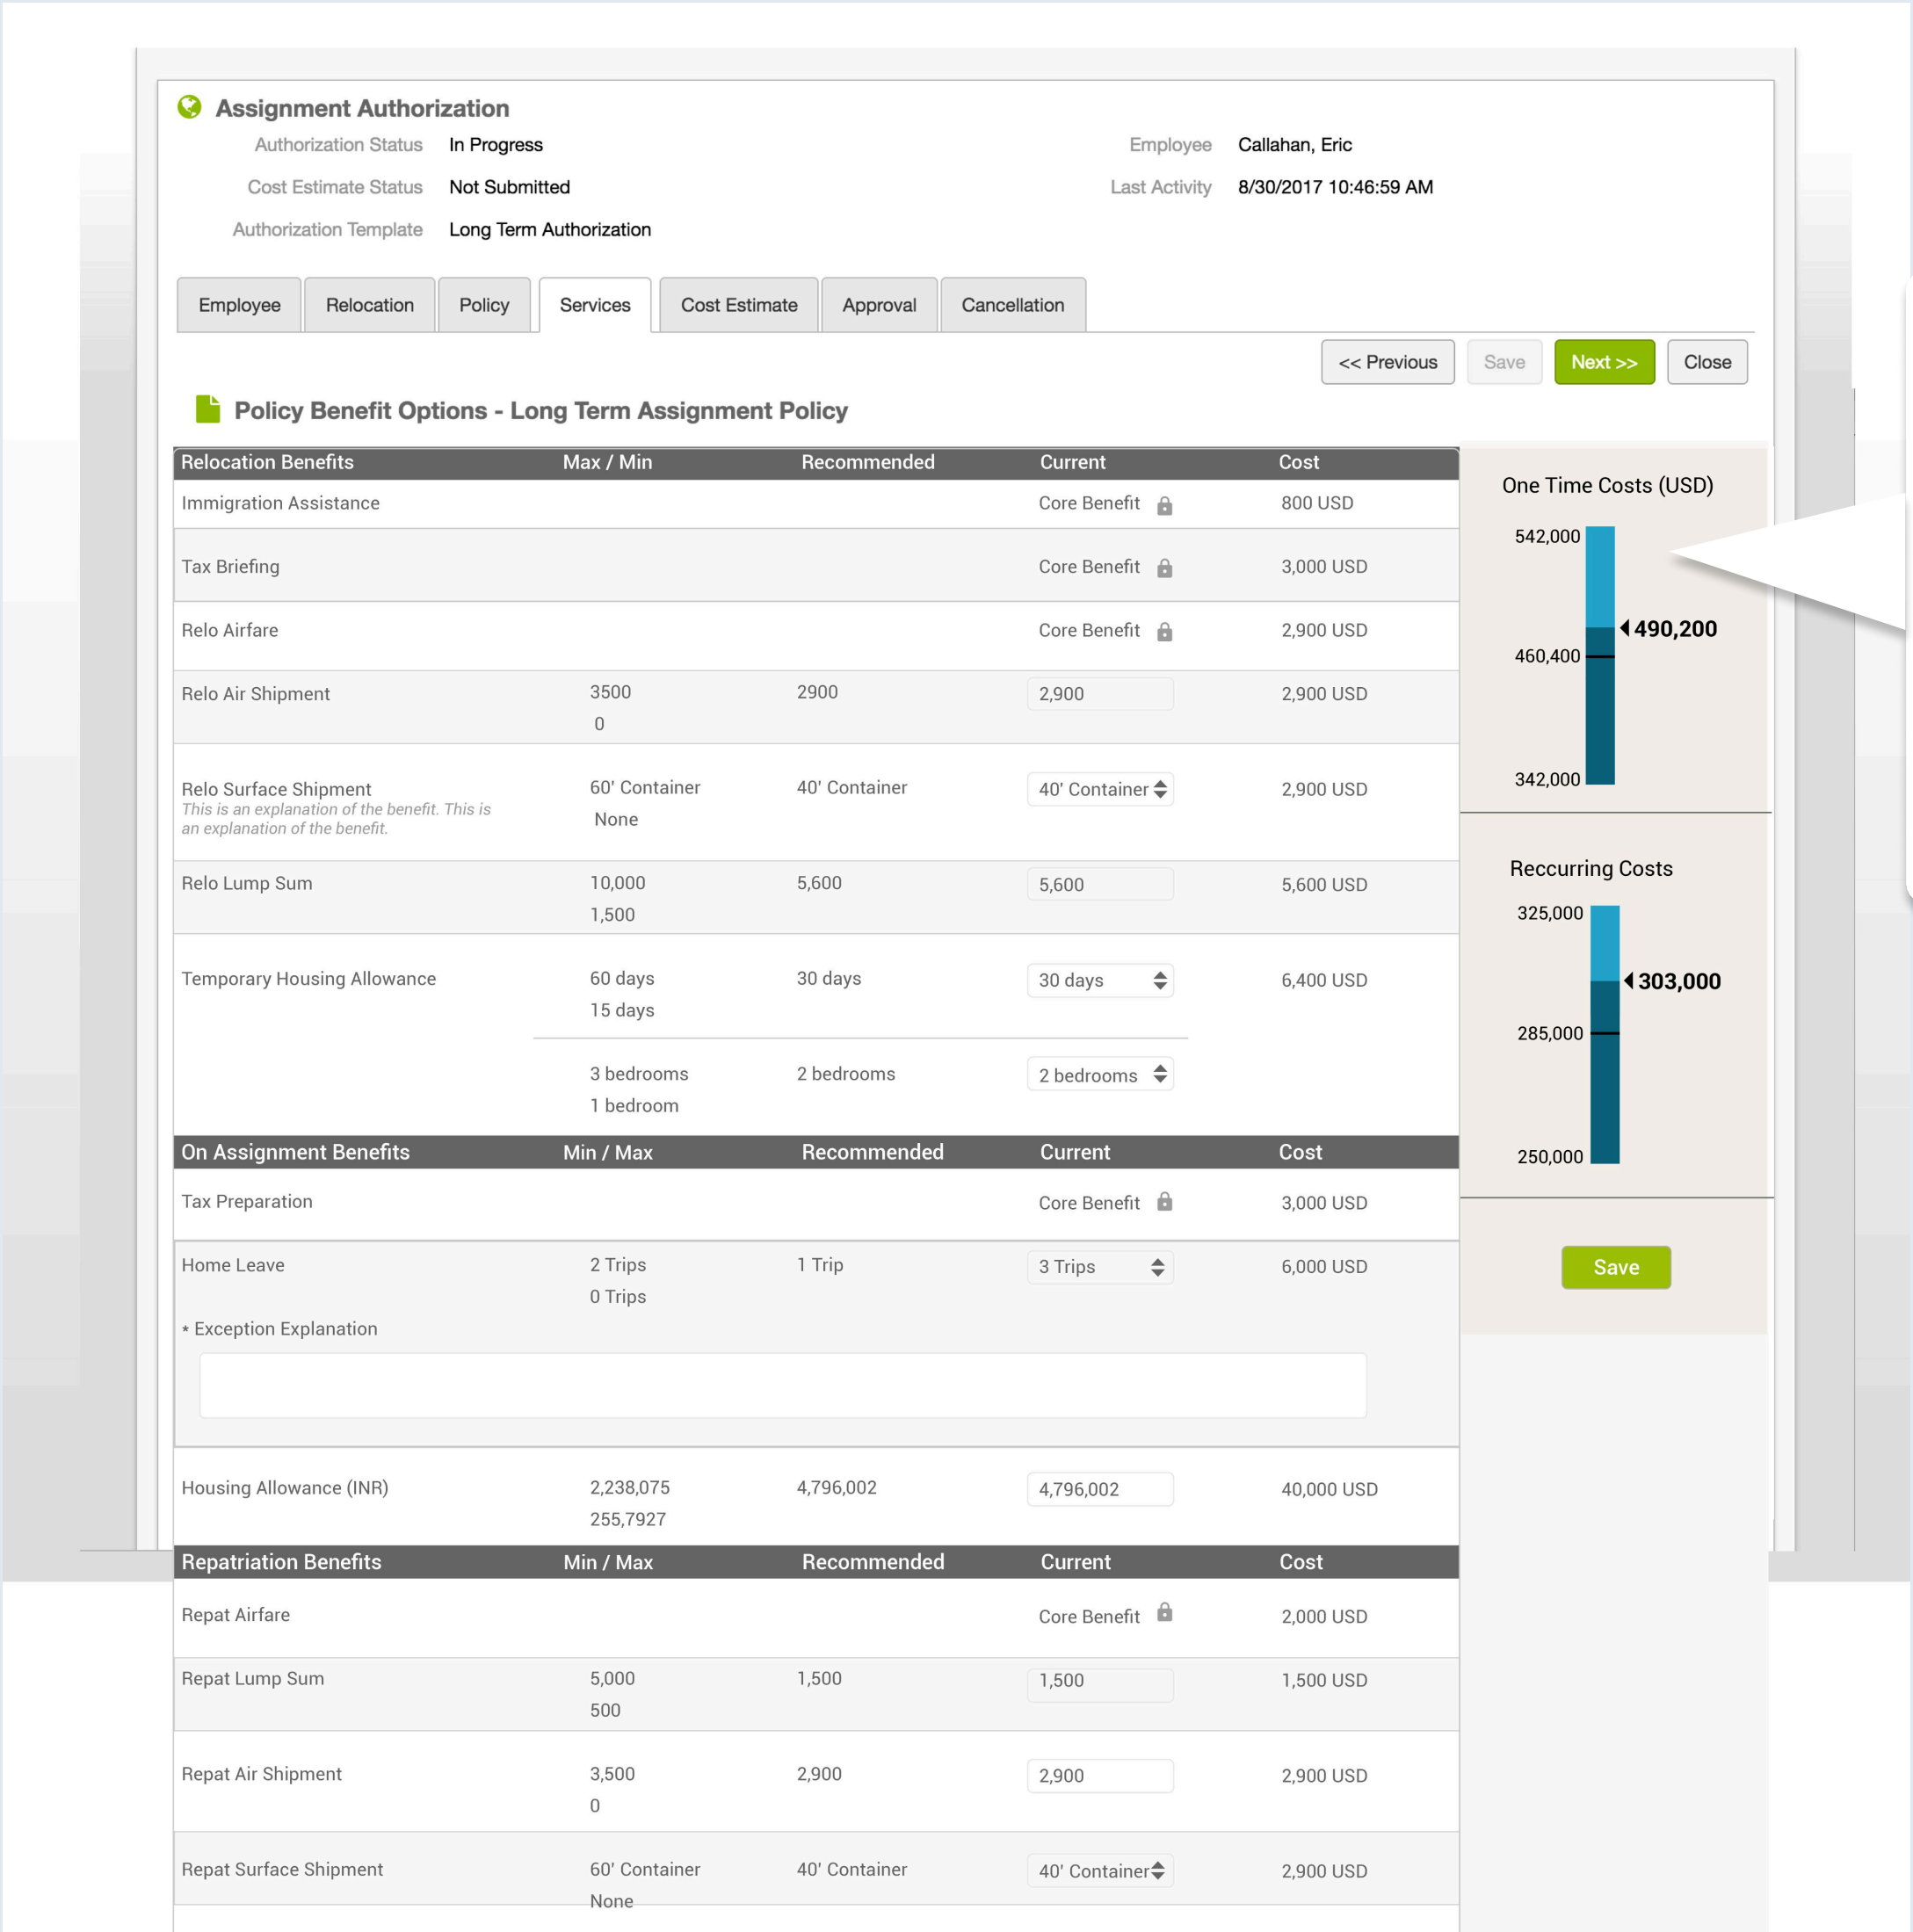 Assignment Authorization
Authorization Status In Progress Employee Callahan, Eric
Cost Estimate Status Not Submitted Last Activity 8/30/2017 10:46:59 AM
Authorization Template Long Term Authorization
Employee Relocation Policy Services Cost Estimate Approval Cancellation
<< Previous Save Next >> Close
Policy Benefit Options - Long Term Assignment Policy
Relocation Benefits Max / Min Recommended Current Cost
Immigration Assistance Core Benefit 800 USD
Tax Briefing Core Benefit 3,000 USD
Relo Airfare Core Benefit 2,900 USD
Relo Air Shipment 3500 2900 2,900 2,900 USD
0
Relo Surface Shipment 60' Container 40' Container 40' Container 2,900 USD
This is an explanation of the benefit. This is
None
an explanation of the benefit.
Relo Lump Sum 10,000 5,600 5,600 5,600 USD
1,500
Temporary Housing Allowance 60 days 30 days 30 days 6,400 USD
15 days
3 bedrooms 2 bedrooms 2 bedrooms
1 bedroom
On Assignment Benefits Min / Max Recommended Current Cost
Tax Preparation Core Benefit 3,000 USD
Home Leave 2 Trips 1 Trip 3 Trips 6,000 USD
0 Trips
* Exception Explanation
Housing Allowance (INR) 2,238,075 4,796,002 4,796,002 40,000 USD
255,7927
Repatriation Benefits Min / Max Recommended Current Cost
Repat Airfare Core Benefit 2,000 USD
Repat Lump Sum 5,000 1,500 1,500 1,500 USD
500
Repat Air Shipment 3,500 2,900 2,900 2,900 USD
0
Repat Surface Shipment 60' Container 40' Container 40' Container 2,900 USD
None
One Time Costs (USD)
542,000
490,200
460,400
342,000
Reccurring Costs
325,000
303,000
285,000
250,000
Save